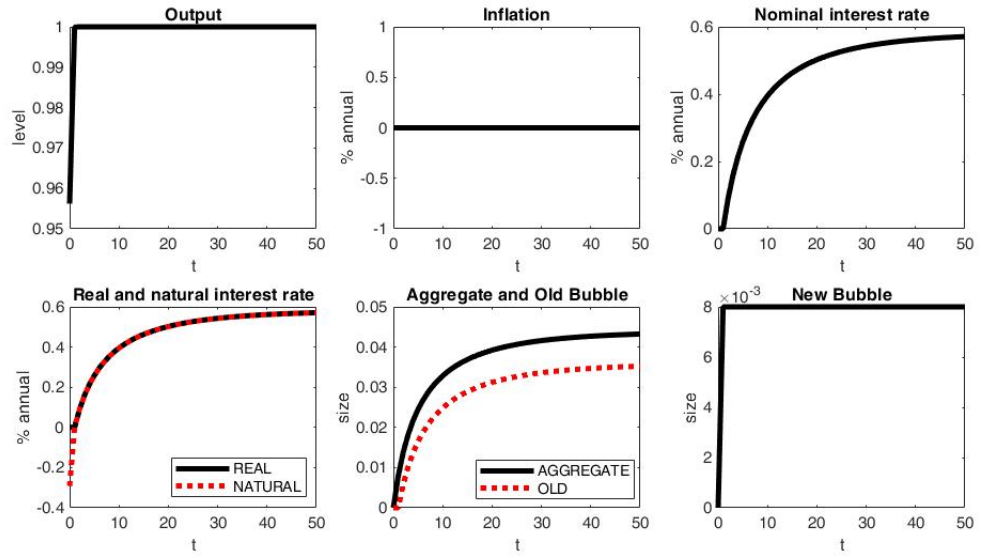 Output
1
0.99
0.98
0.97
0.96
0.95
level
0 10 20 30 40 50
t
Inflation
1
0.5
0
-0.5
-1
% annual
0 10 20 30 40 50
t
Nominal interest rate
0.6
0.4
0.2
0
% annual
0 10 20 30 40 50
t
Real and natural interest rate
0.6
0.4
0.2
0
-0.2
-0.4
% annual
REAL
NATURAL
0 10 20 30 40 50
t
Aggregate and Old Bubble
0.05
0.04
0.03
0.02
0.01
0
size
AGGREGATE
OLD
0 10 20 30 40 50
t
New Bubble
×10-3
8
6
4
2
0
size
0 10 20 30 40 50
t